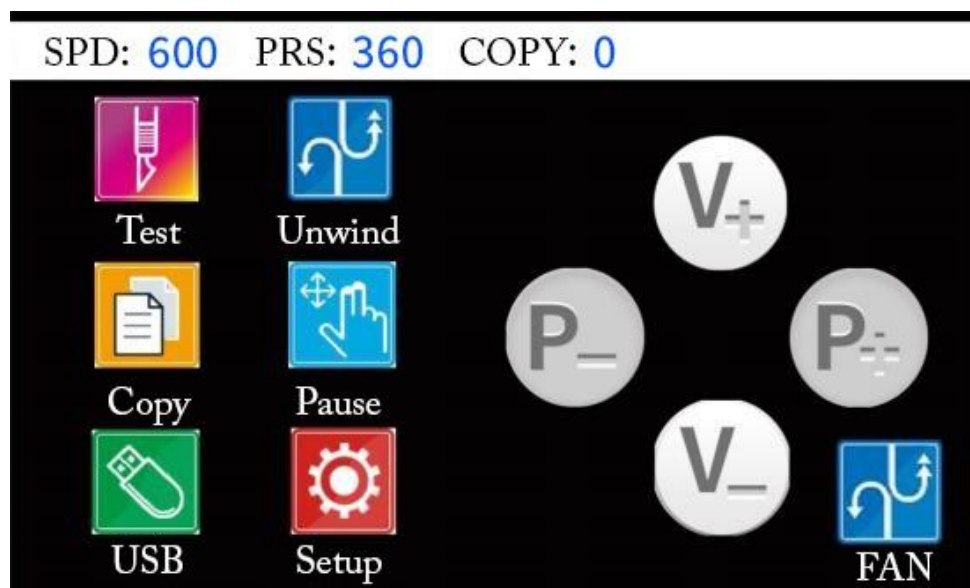 SPD: 600 PRS: 360 COPY: 0
Test Unwind
V+
P− P+
Copy Pause
V−
USB Setup FAN